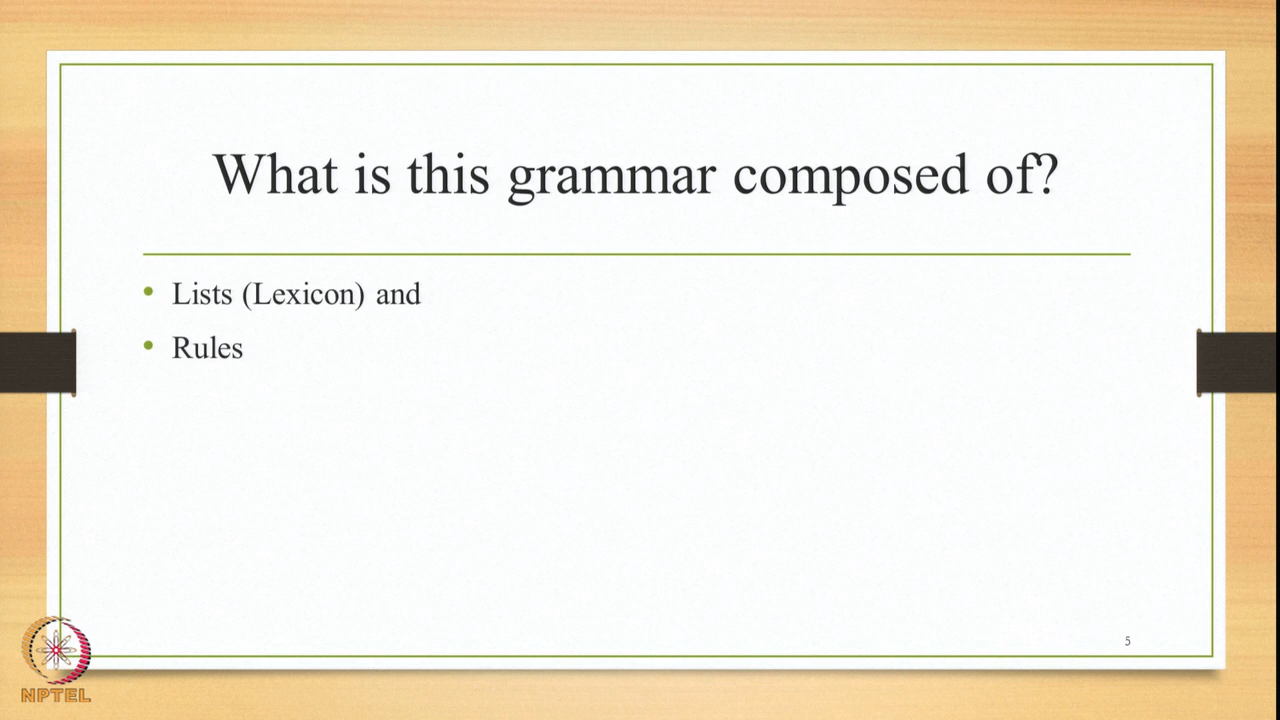 What is this grammar composed of?
• Lists (Lexicon) and
• Rules
5
NPTEL